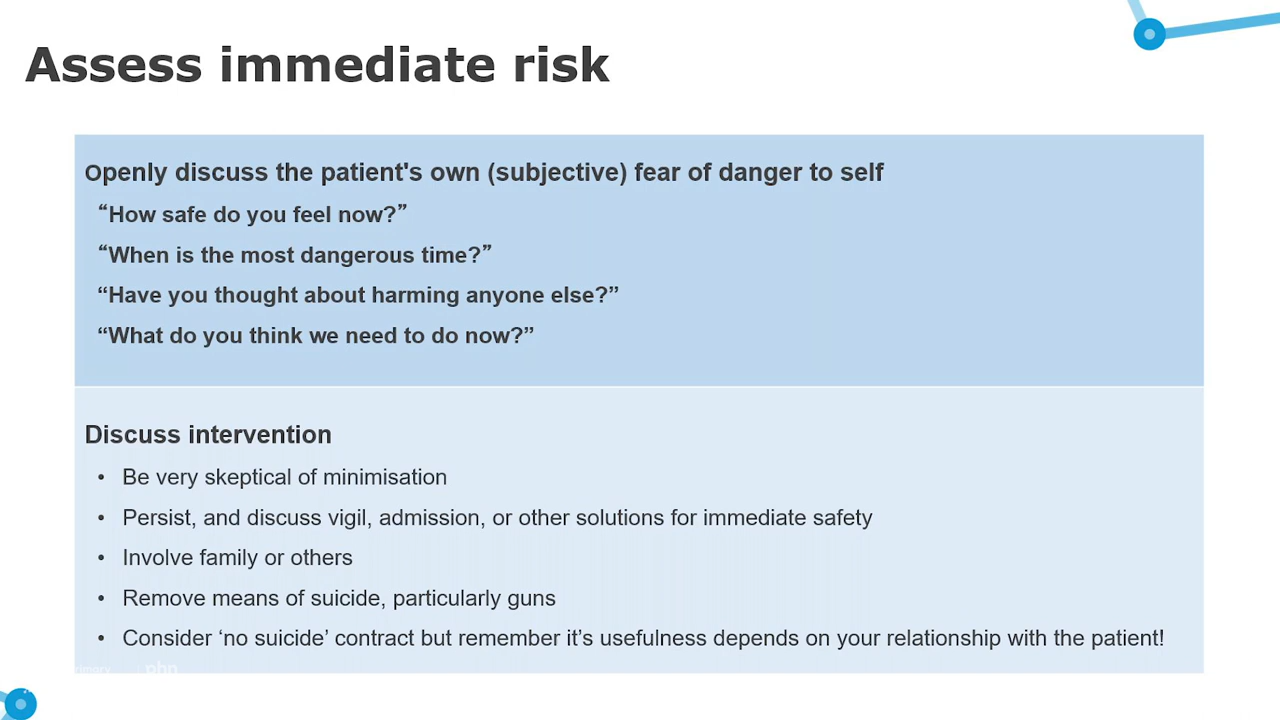 Assess immediate risk
Openly discuss the patient's own (subjective) fear of danger to self
“How safe do you feel now?”
“When is the most dangerous time?”
“Have you thought about harming anyone else?”
“What do you think we need to do now?”
Discuss intervention
• Be very skeptical of minimisation
• Persist, and discuss vigil, admission, or other solutions for immediate safety
• Involve family or others
• Remove means of suicide, particularly guns
• Consider ‘no suicide’ contract but remember it’s usefulness depends on your relationship with the patient!
phn